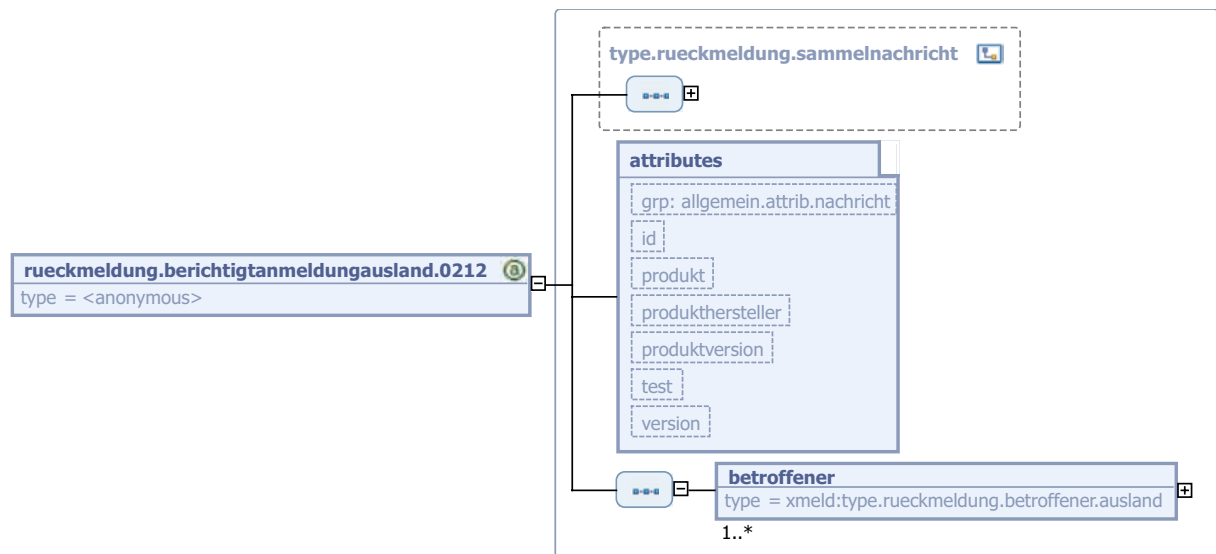 type.rueckmeldung.sammelnachricht
attributes
grp: allgemein.attrib.nachricht
id
produkt
produkthersteller
produktversion
test
version
rueckmeldung.berichtigtanmeldungausland.0212
type = <anonymous>
betroffener
type = xmeld:type.rueckmeldung.betroffener.ausland
1..*